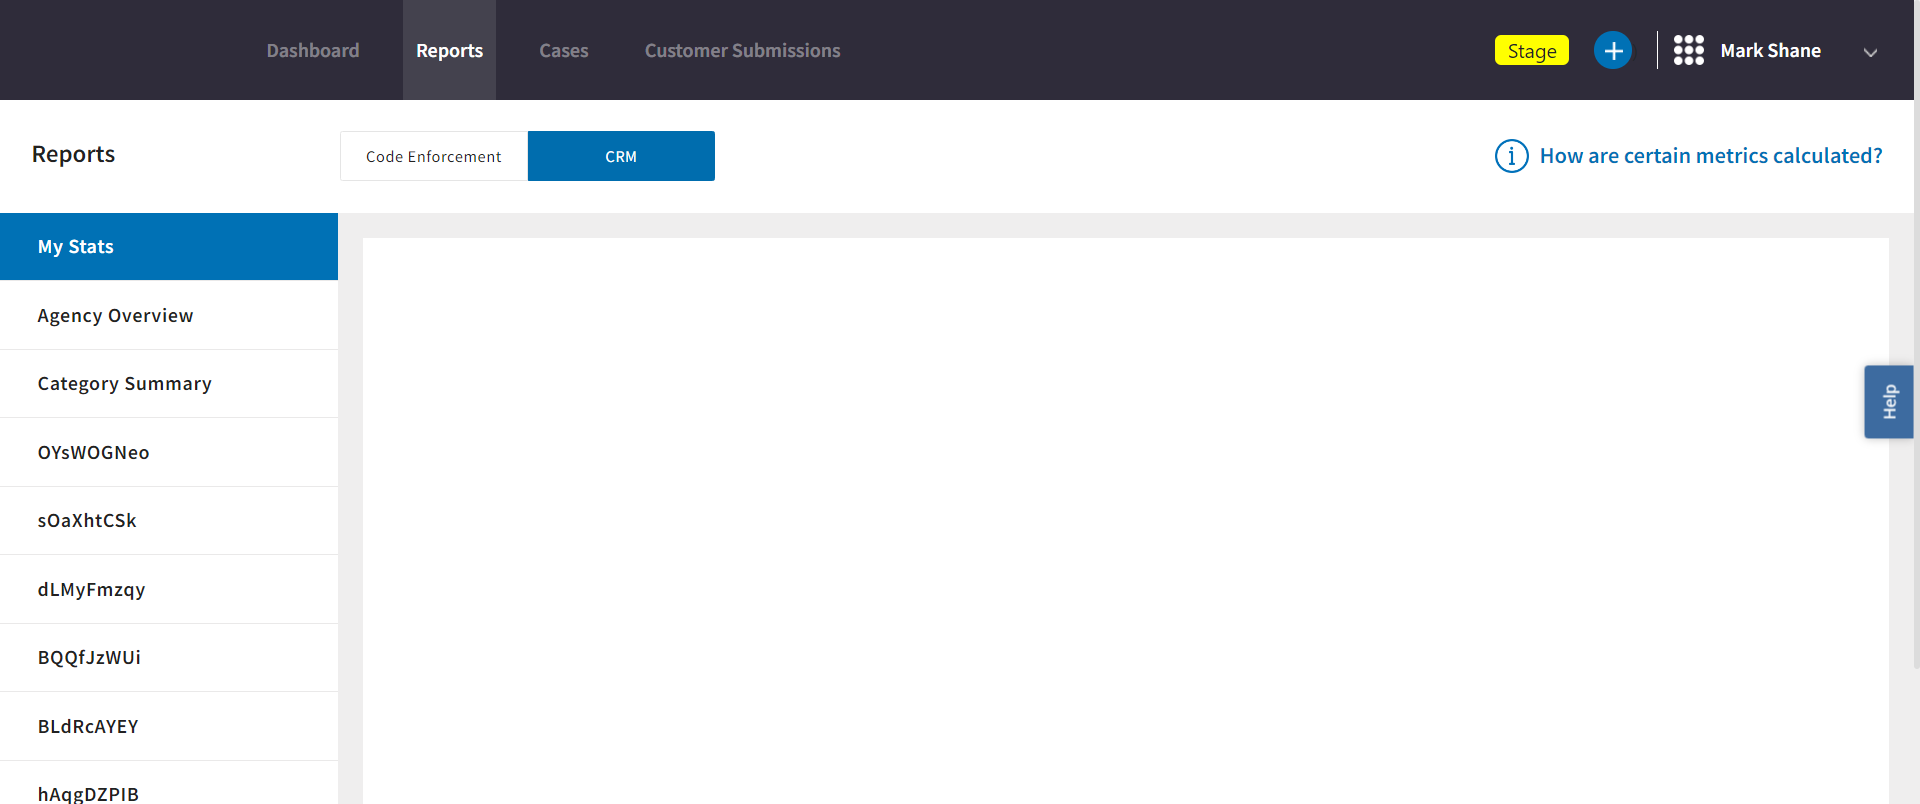 Dashboard
Reports
Cases
Customer Submissions
Stage
Mark Shane
Reports
Code Enforcement
CRM
How are certain metrics calculated?
My Stats
Agency Overview
Category Summary
OYsWOGNeo
sOaXhtCSk
dLMyFmzqy
BQQfJzWUi
BLdRcAYEY
hAqgDZPIB
Help